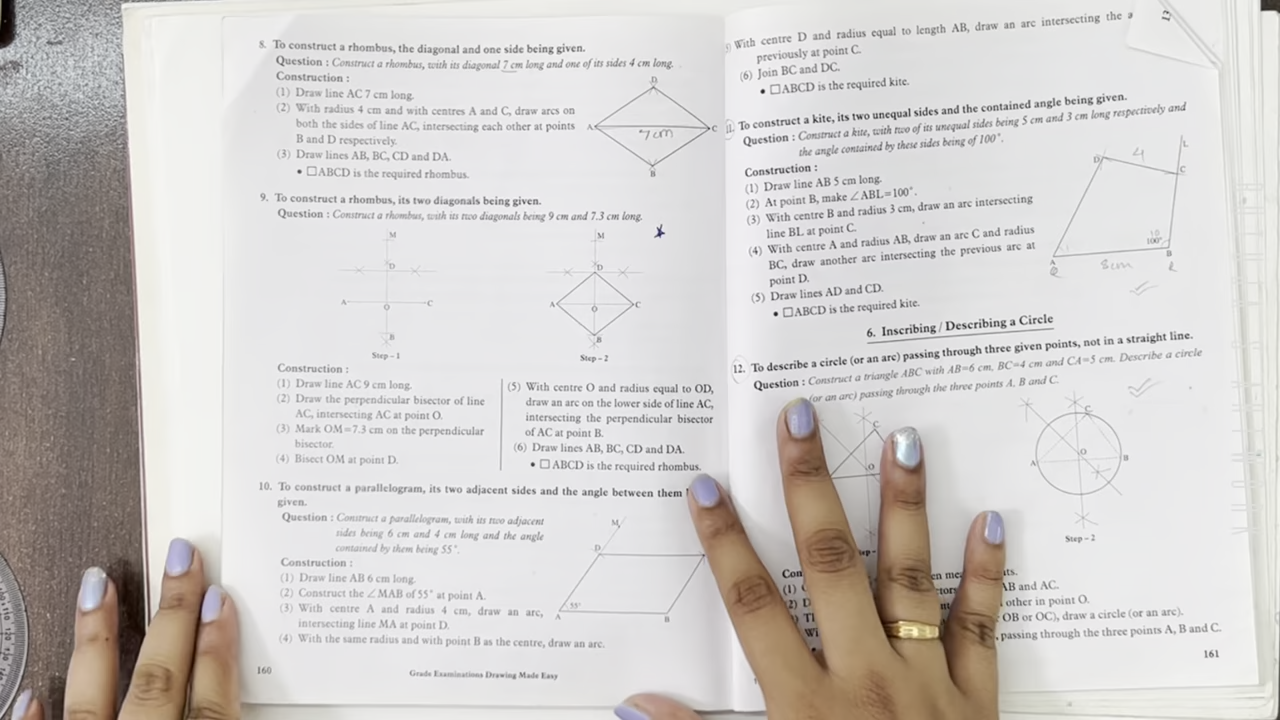 8. To construct a rhombus, the diagonal and one side being given.
Question : Construct a rhombus, with its diagonal 7 cm long and one of its sides 4 cm long.
Construction :
(1) Draw line AC 7 cm long.
(2) With radius 4 cm and with centres A and C, draw arcs on
both the sides of line AC, intersecting each other at points
B and D respectively.
(3) Draw lines AB, BC, CD and DA.
• □ABCD is the required rhombus.
D
A
7cm
C
B
9. To construct a rhombus, its two diagonals being given.
Question : Construct a rhombus, with its two diagonals being 9 cm and 7.3 cm long.
M
D
A
O
C
B
Step – 1
M
D
A
O
C
B
Step – 2
Construction :
(1) Draw line AC 9 cm long.
(2) Draw the perpendicular bisector of line
AC, intersecting AC at point O.
(3) Mark OM=7.3 cm on the perpendicular
bisector.
(4) Bisect OM at point D.
(5) With centre O and radius equal to OD,
draw an arc on the lower side of line AC,
intersecting the perpendicular bisector
of AC at point B.
(6) Draw lines AB, BC, CD and DA.
• □ABCD is the required rhombus.
10. To construct a parallelogram, its two adjacent sides and the angle between them
given.
Question : Construct a parallelogram, with its two adjacent
sides being 6 cm and 4 cm long and the angle
contained by them being 55°.
Construction :
(1) Draw line AB 6 cm long.
(2) Construct the ∠MAB of 55° at point A.
(3) With centre A and radius 4 cm, draw an arc,
intersecting line MA at point D.
(4) With the same radius and with point B as the centre, draw an arc.
M
D
55°
A
B
160
Grade Examinations Drawing Made Easy
With centre D and radius equal to length AB, draw an arc intersecting the a
previously at point C.
(6) Join BC and DC.
• □ABCD is the required kite.
13
11. To construct a kite, its two unequal sides and the contained angle being given.
Question : Construct a kite, with two of its unequal sides being 5 cm and 3 cm long respectively and
the angle contained by these sides being of 100°.
Construction :
(1) Draw line AB 5 cm long.
(2) At point B, make ∠ABL=100°.
(3) With centre B and radius 3 cm, draw an arc intersecting
line BL at point C.
(4) With centre A and radius AB, draw an arc C and radius
BC, draw another arc intersecting the previous arc at
point D.
(5) Draw lines AD and CD.
• □ABCD is the required kite.
L
D
4
C
100°
A
B
8cm
6. Inscribing / Describing a Circle
12. To describe a circle (or an arc) passing through three given points, not in a straight line.
Question : Construct a triangle ABC with AB=6 cm, BC=4 cm and CA=5 cm. Describe a circle
(or an arc) passing through the three points A, B and C.
C
O
C
A
O
B
Step – 2
Con
(1)
AB and AC.
other in point O.
OB or OC), draw a circle (or an arc).
passing through the three points A, B and C.
161